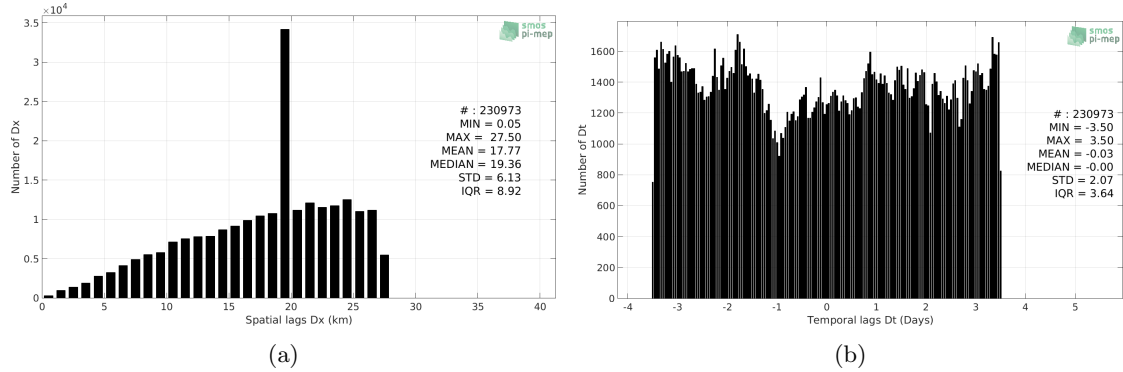 ×10⁴
3.5
3
2.5
2
1.5
1
0.5
0
Number of Dx
0 5 10 15 20 25 30 35 40
Spatial lags Dx (km)
smos
pi-mep
# : 230973
MIN = 0.05
MAX = 27.50
MEAN = 17.77
MEDIAN = 19.36
STD = 6.13
IQR = 8.92
(a)
1600
1400
1200
1000
800
600
400
200
0
Number of Dt
-4 -3 -2 -1 0 1 2 3 4 5
Temporal lags Dt (Days)
smos
pi-mep
# : 230973
MIN = -3.50
MAX = 3.50
MEAN = -0.03
MEDIAN = -0.00
STD = 2.07
IQR = 3.64
(b)